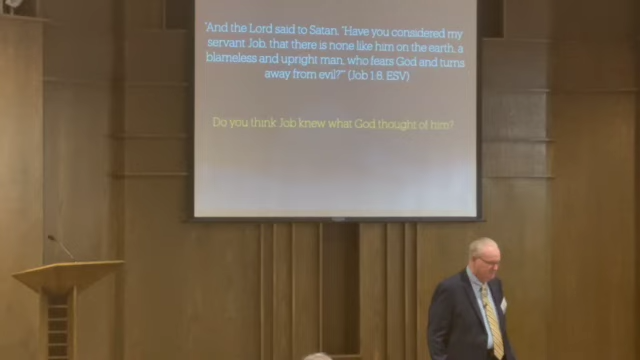 "And the Lord said to Satan, "Have you considered my
servant Job, that there is none like him on the earth, a
blameless and upright man, who fears God and turns
away from evil?"" (Job 1:8, ESV)
Do you think Job knew what God thought of him?